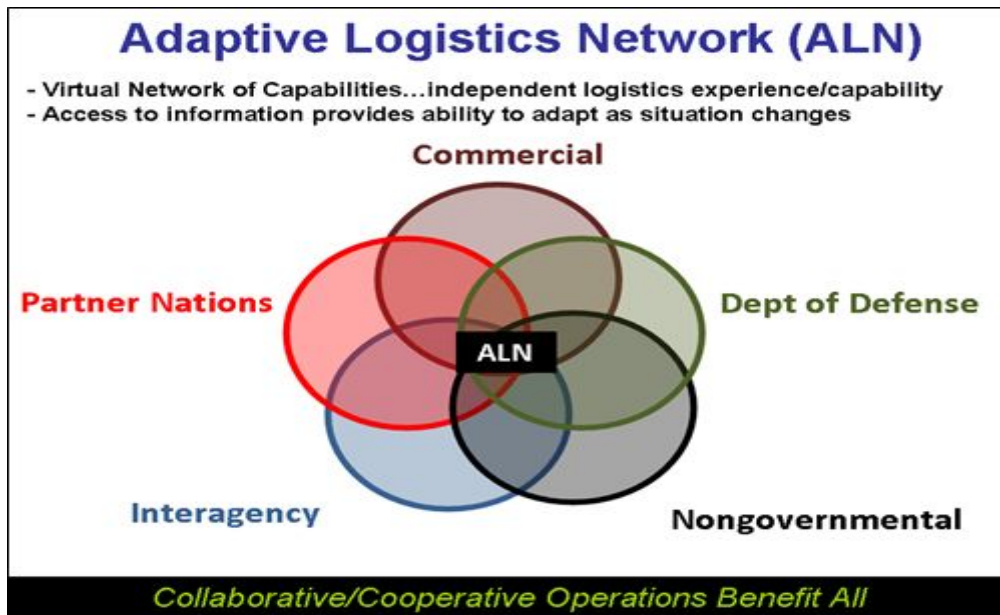 Adaptive Logistics Network (ALN)
- Virtual Network of Capabilities...independent logistics experience/capability
- Access to information provides ability to adapt as situation changes
Commercial
Partner Nations
Dept of Defense
ALN
Interagency
Nongovernmental
Collaborative/Cooperative Operations Benefit All